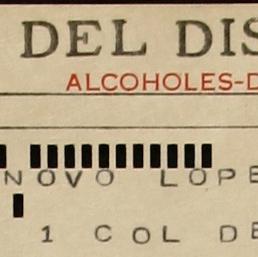 DEL DIS
ALCOHOLES-D
NOVO LOPE
1 COL DE